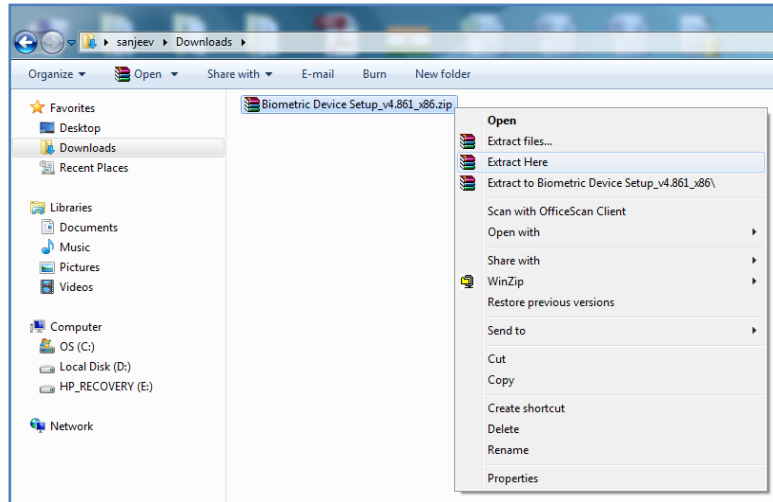 sanjeev ▸ Downloads ▸
Organize ▼ Open ▼ Share with ▼ E-mail Burn New folder
Favorites
Desktop
Downloads
Recent Places
Libraries
Documents
Music
Pictures
Videos
Computer
OS (C:)
Local Disk (D:)
HP_RECOVERY (E:)
Network
Biometric Device Setup_v4.861_x86.zip
Open
Extract files...
Extract Here
Extract to Biometric Device Setup_v4.861_x86\
Scan with OfficeScan Client
Open with
Share with
WinZip
Restore previous versions
Send to
Cut
Copy
Create shortcut
Delete
Rename
Properties